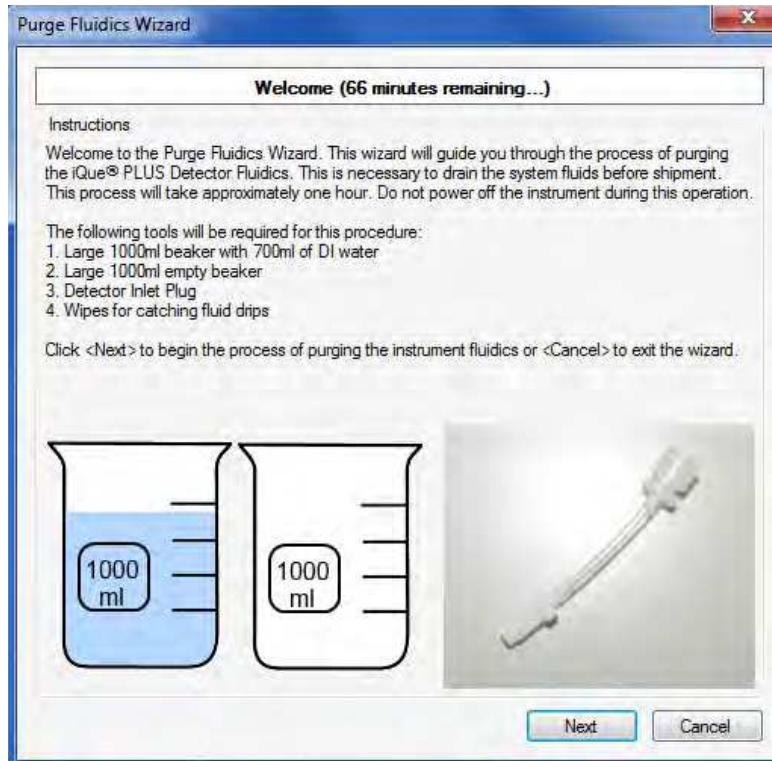 Purge Fluidics Wizard
Welcome (66 minutes remaining...)
Instructions
Welcome to the Purge Fluidics Wizard. This wizard will guide you through the process of purging
the iQue® PLUS Detector Fluidics. This is necessary to drain the system fluids before shipment.
This process will take approximately one hour. Do not power off the instrument during this operation.
The following tools will be required for this procedure:
1. Large 1000ml beaker with 700ml of DI water
2. Large 1000ml empty beaker
3. Detector Inlet Plug
4. Wipes for catching fluid drips
Click <Next> to begin the process of purging the instrument fluidics or <Cancel> to exit the wizard.
1000
ml
1000
ml
Next
Cancel